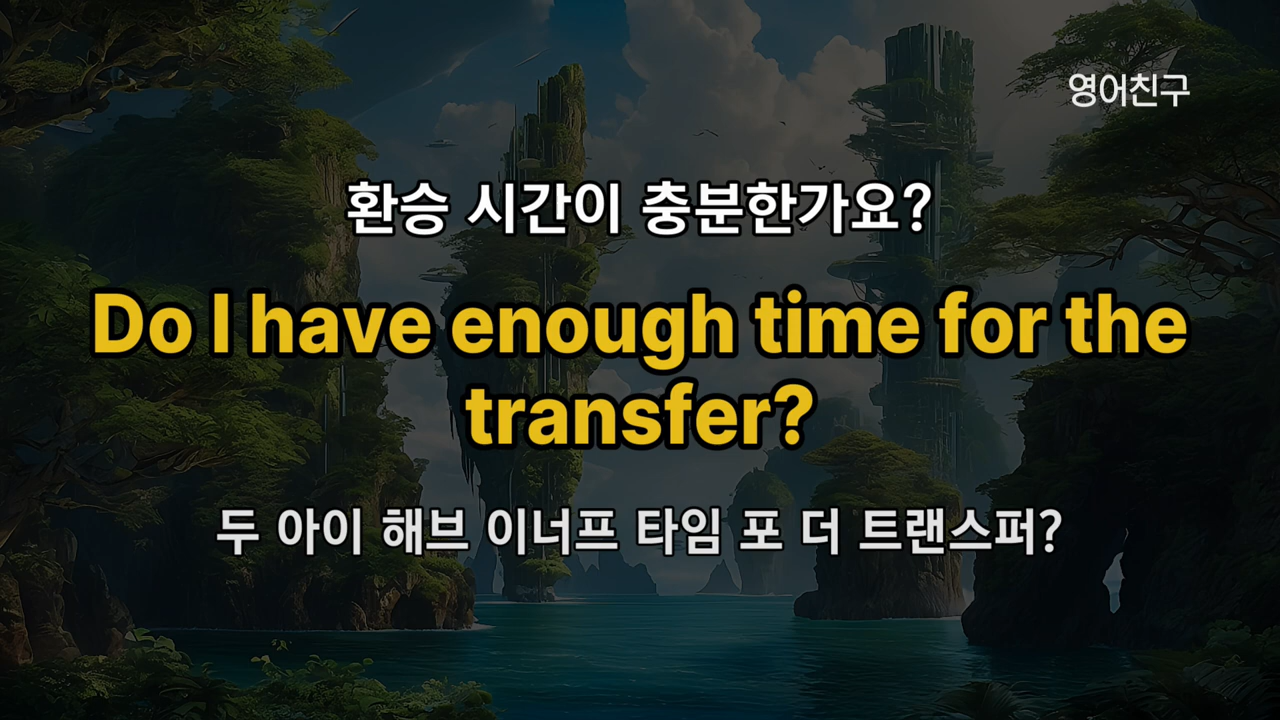 영어친구
환승 시간이 충분한가요?
Do I have enough time for the
transfer?
두 아이 해브 이너프 타임 포 더 트랜스퍼?